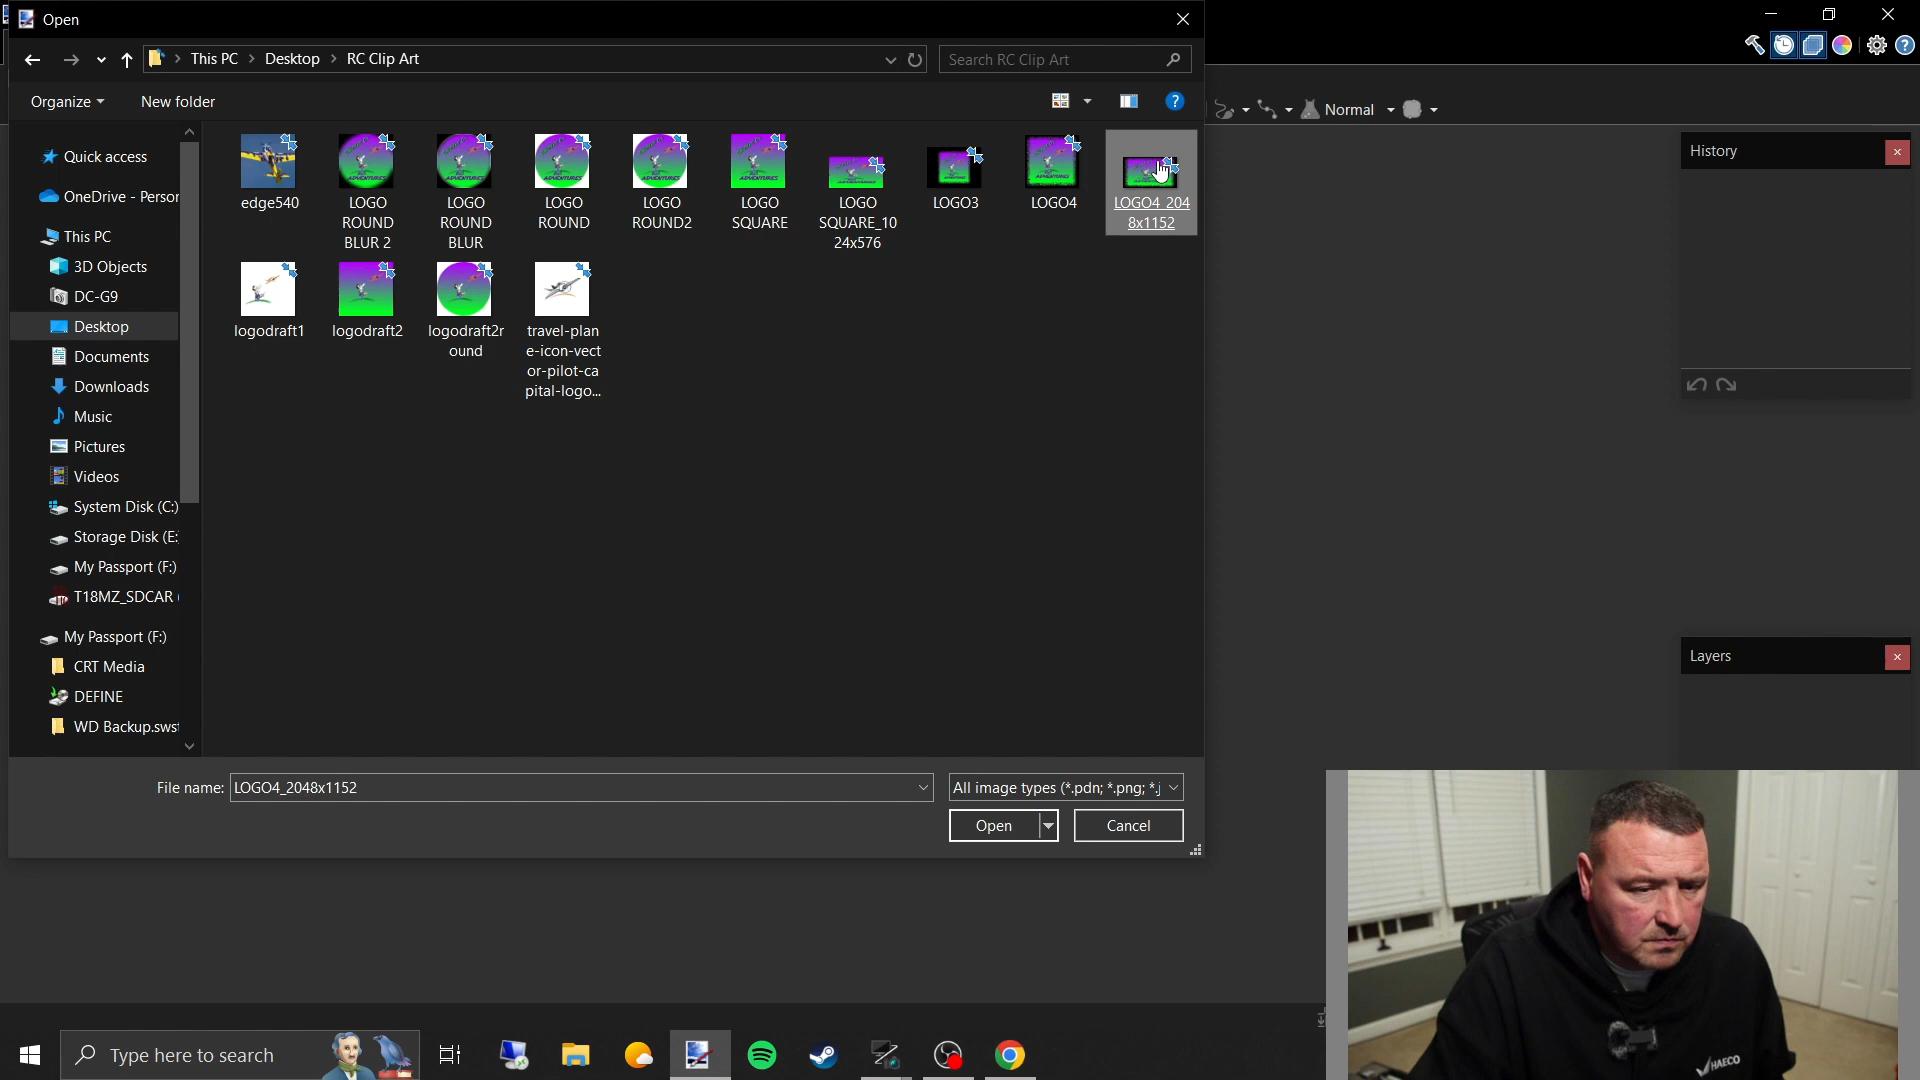 Open
This PC > Desktop > RC Clip Art
Search RC Clip Art
Organize
New folder
Normal
Quick access
OneDrive - Person
This PC
3D Objects
DC-G9
Desktop
Documents
Downloads
Music
Pictures
Videos
System Disk (C:)
Storage Disk (E:
My Passport (F:)
T18MZ_SDCAR
My Passport (F:)
CRT Media
DEFINE
WD Backup.swst
edge540
LOGO
ROUND
BLUR 2
LOGO
ROUND
BLUR
LOGO
ROUND
LOGO
ROUND2
LOGO
SQUARE
LOGO
SQUARE_10
24x576
LOGO3
LOGO4
LOGO4_204
8x1152
logodraft1
logodraft2
logodraft2r
ound
travel-plan
e-icon-vect
or-pilot-ca
pital-logo...
File name:
LOGO4_2048x1152
All image types (*.pdn; *.png; *.j
Open
Cancel
History
Layers
HAECO
Type here to search